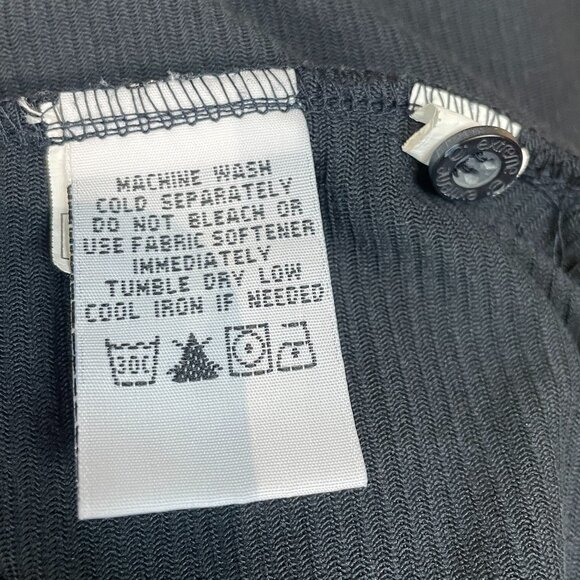 MACHINE WASH
COLD SEPARATELY
DO NOT BLEACH OR
USE FABRIC SOFTENER
IMMEDIATELY
TUMBLE DRY LOW
COOL IRON IF NEEDED
30C